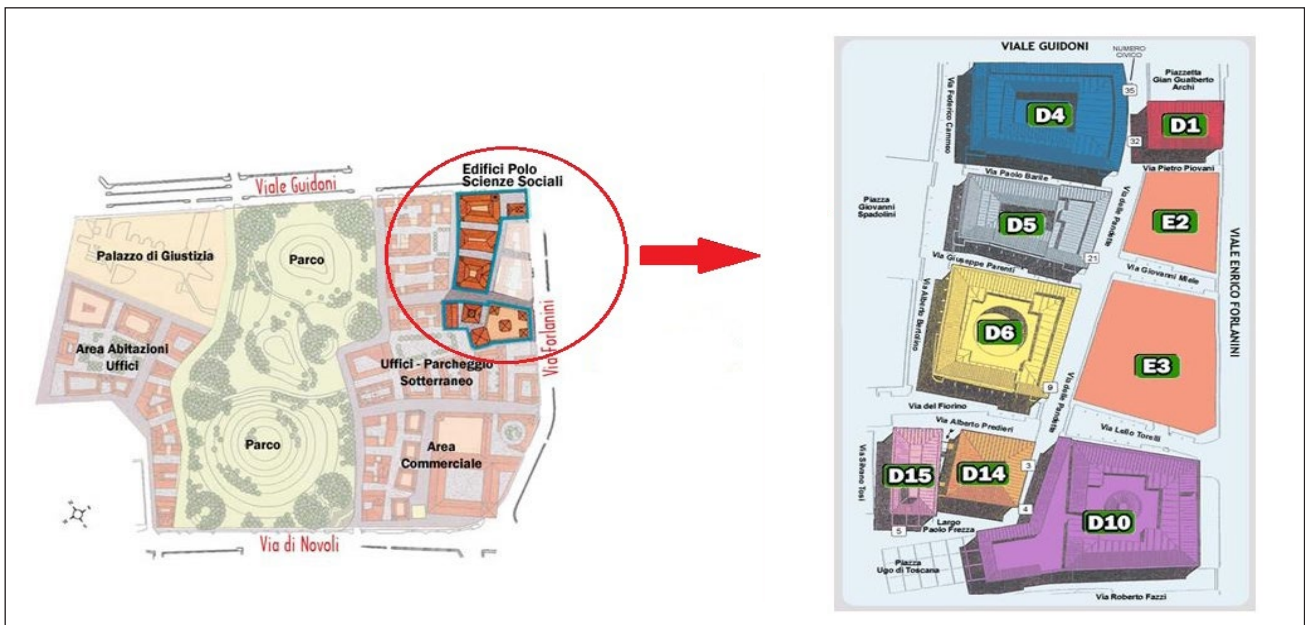 Viale Guidoni
Edifici Polo
Scienze Sociali
Palazzo di Giustizia
Parco
Area Abitazioni
Uffici
Uffici - Parcheggio
Sotterraneo
Via Forlanini
Parco
Area
Commerciale
Via di Novoli
VIALE GUIDONI
NUMERO
CIVICO
Piazzetta
Gian Gualberto
Archi
35
Via Federico Cammeo
D4
D1
32
Via Paolo Barile
Via Pietro Piovani
Piazza
Giovanni
Spadolini
D5
Via delle Pandette
E2
VIALE ENRICO FORLANINI
21
Via Giuseppe Parenti
Via Giovanni Miele
Via Alberto Bertolino
D6
E3
9
Via delle Pandette
Via del Fiorino
Via Alberto Predieri
Via Lello Torelli
Via Silvano Tosi
D15
D14
3
4
D10
Largo
Paolo Frezza
5
Piazza
Ugo di Toscana
Via Roberto Fazzi